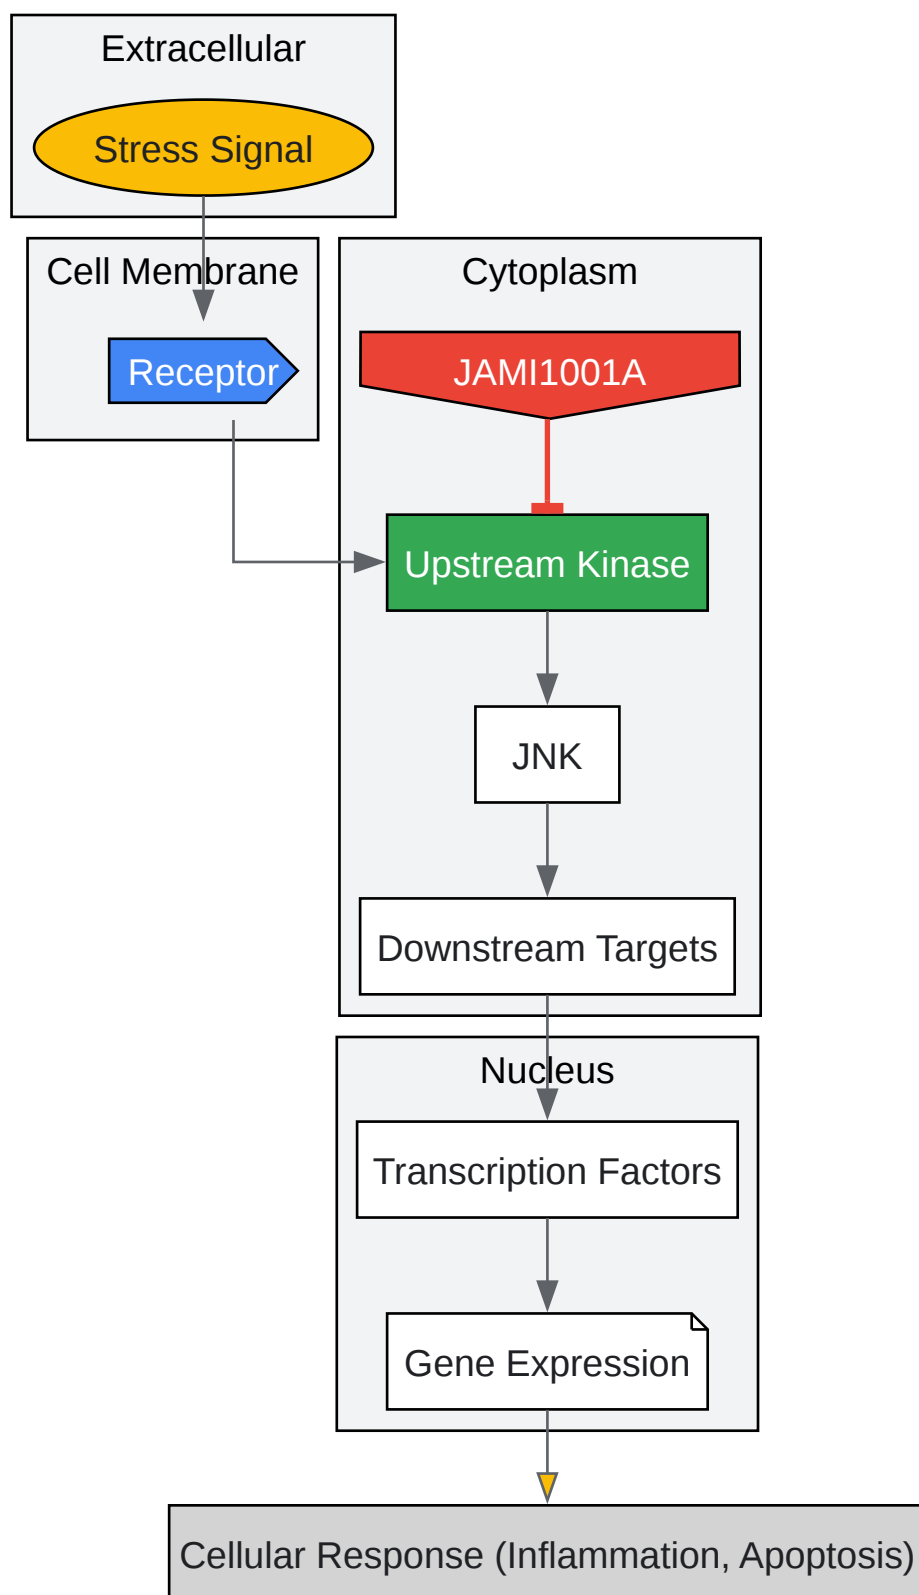 Extracellular
Stress Signal
Cell Membrane
Receptor
Cytoplasm
JAMI1001A
Upstream Kinase
JNK
Downstream Targets
Nucleus
Transcription Factors
Gene Expression
Cellular Response (Inflammation, Apoptosis)